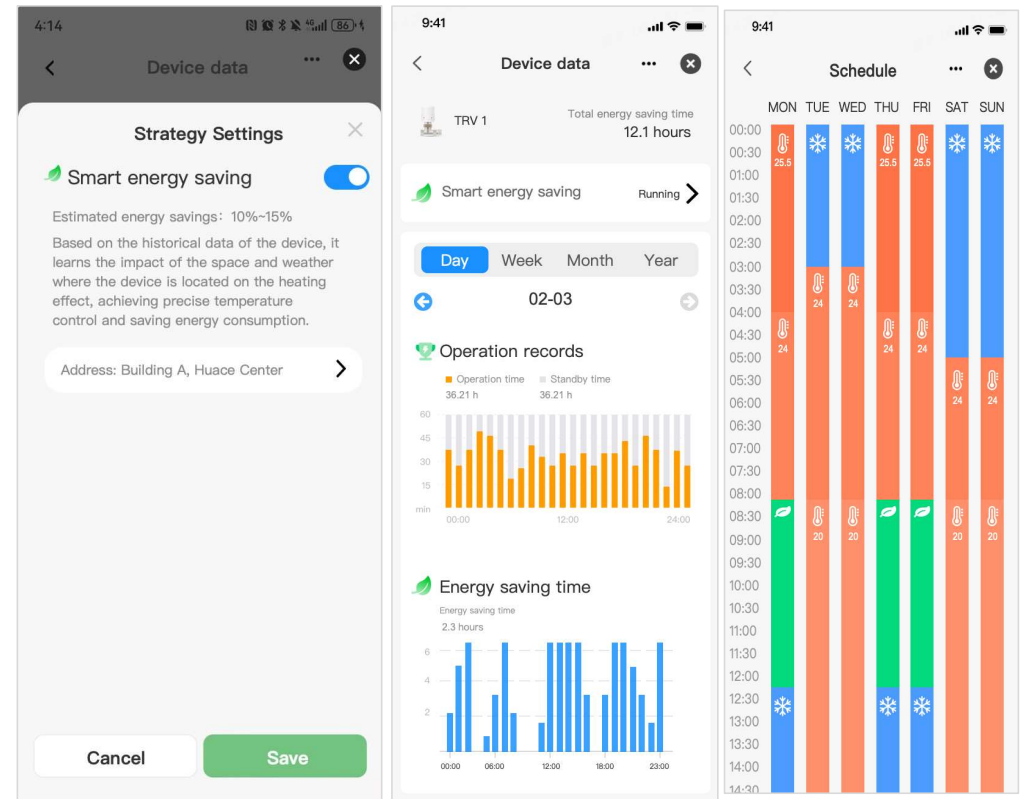 4:14
4G
86
Device data
Strategy Settings
Smart energy saving
Estimated energy savings: 10%~15%
Based on the historical data of the device, it
learns the impact of the space and weather
where the device is located on the heating
effect, achieving precise temperature
control and saving energy consumption.
Address: Building A, Huace Center
Cancel
Save
9:41
Device data
TRV 1
Total energy saving time
12.1 hours
Smart energy saving
Running
Day Week Month Year
02-03
Operation records
Operation time Standby time
36.21 h 36.21 h
60
45
30
15
min
00:00 12:00 24:00
Energy saving time
Energy saving time
2.3 hours
6
4
2
00:00 06:00 12:00 18:00 23:00
9:41
Schedule
MON TUE WED THU FRI SAT SUN
00:00
00:30
25.5 25.5 25.5
01:00
01:30
02:00
02:30
03:00
03:30
24 24
04:00
04:30
24 24 24
05:00
05:30
06:00 24 24
06:30
07:00
07:30
08:00
08:30
09:00 20 20 20 20
09:30
10:00
10:30
11:00
11:30
12:00
12:30
13:00
13:30
14:00
14:30